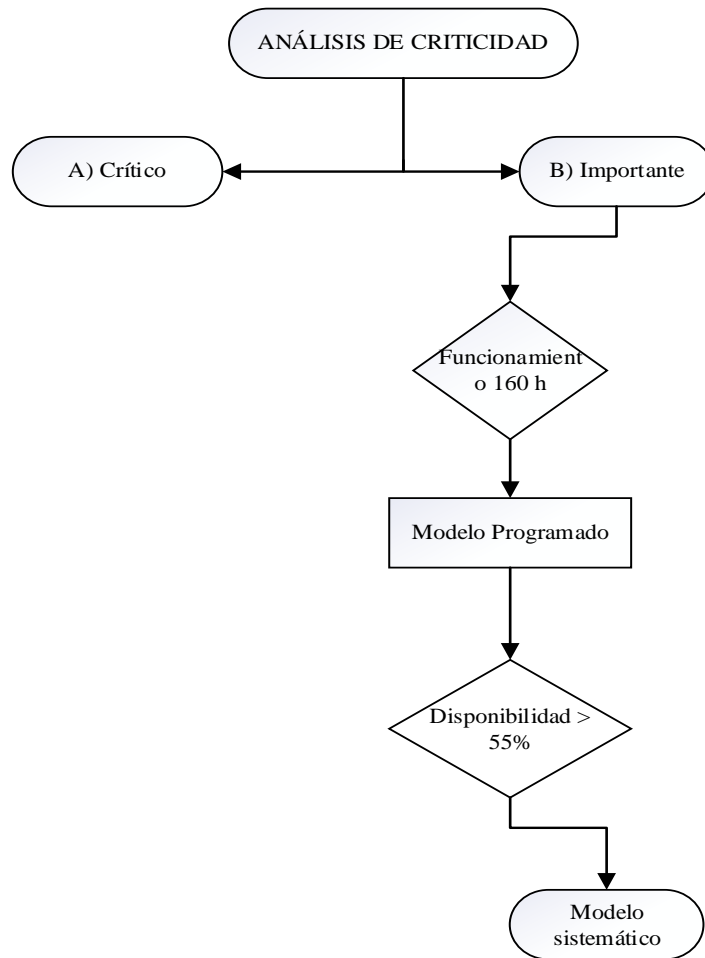 ANÁLISIS DE CRITICIDAD
A) Crítico
B) Importante
Funcionamient
o 160 h
Modelo Programado
Disponibilidad >
55%
Modelo
sistemático